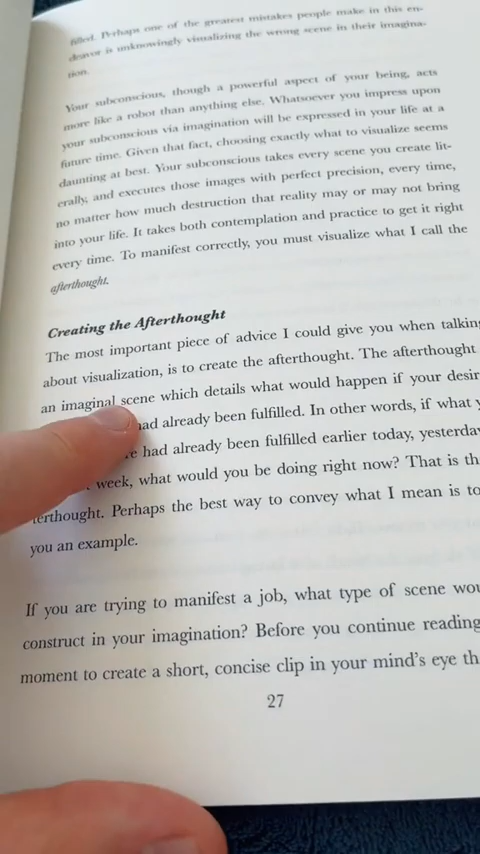 filled. Perhaps one of the greatest mistakes people make in this en-
deavor is unknowingly visualizing the wrong scene in their imagina-
tion.
Your subconscious, though a powerful aspect of your being, acts
more like a robot than anything else. Whatsoever you impress upon
your subconscious via imagination will be expressed in your life at a
future time. Given that fact, choosing exactly what to visualize seems
daunting at best. Your subconscious takes every scene you create lit-
erally, and executes those images with perfect precision, every time,
no matter how much destruction that reality may or may not bring
into your life. It takes both contemplation and practice to get it right
every time. To manifest correctly, you must visualize what I call the
afterthought.
Creating the Afterthought
The most important piece of advice I could give you when talkin
about visualization, is to create the afterthought. The afterthought
an imaginal scene which details what would happen if your desir
had already been fulfilled. In other words, if what y
had already been fulfilled earlier today, yesterda
week, what would you be doing right now? That is th
terthought. Perhaps the best way to convey what I mean is to
you an example.
If you are trying to manifest a job, what type of scene wou
construct in your imagination? Before you continue reading
moment to create a short, concise clip in your mind's eye th
27